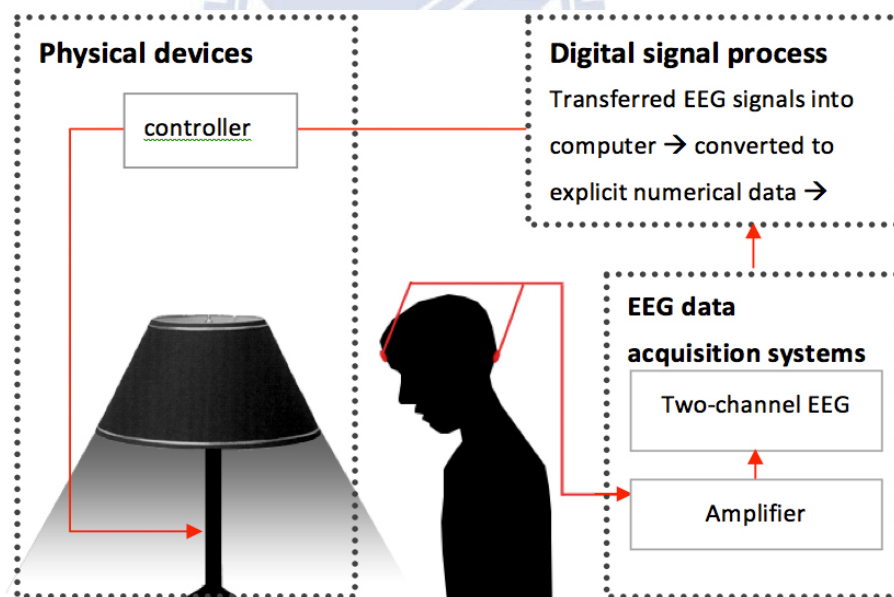 Physical devices
controller
Digital signal process
Transferred EEG signals into
computer → converted to
explicit numerical data →
EEG data
acquisition systems
Two-channel EEG
Amplifier